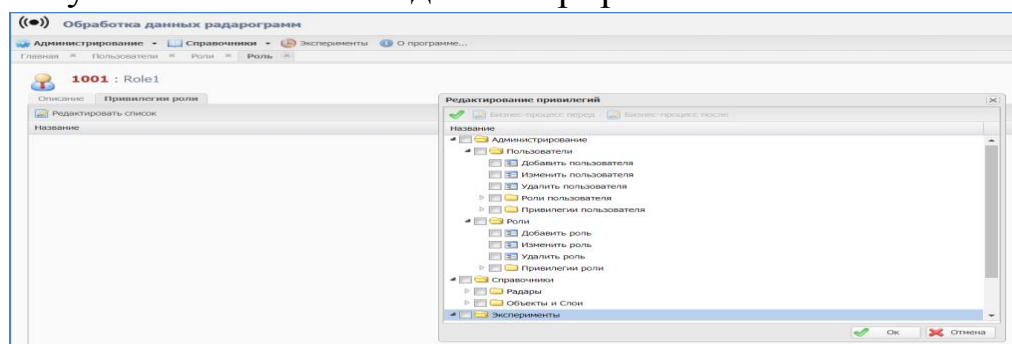 ((●)) Обработка данных радарограмм
Администрирование Справочники Эксперименты О программе...
Главная Пользователи Роли Роль
1001 : Role1
Описание Привилегии роли
Редактировать список
Название
Редактирование привилегий
Бизнес-процесс перед Бизнес-процесс после
Название
Администрирование
Пользователи
Добавить пользователя
Изменить пользователя
Удалить пользователя
Роли пользователя
Привилегии пользователя
Роли
Добавить роль
Изменить роль
Удалить роль
Привилегии роли
Справочники
Радары
Объекты и Слои
Эксперименты
Ок Отмена